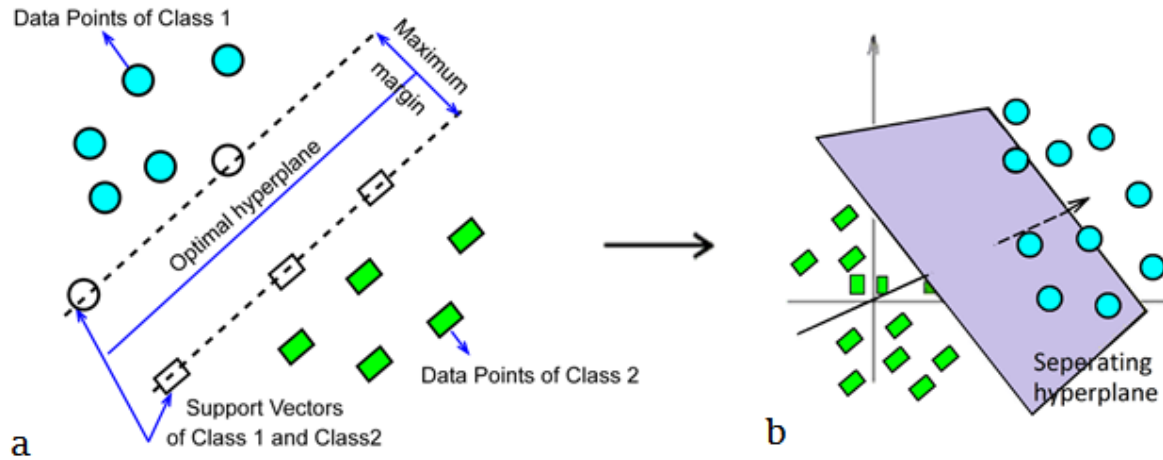 Data Points of Class 1
Maximum
margin
Optimal hyperplane
Data Points of Class 2
Support Vectors
of Class 1 and Class2
a
Seperating
hyperplane
b